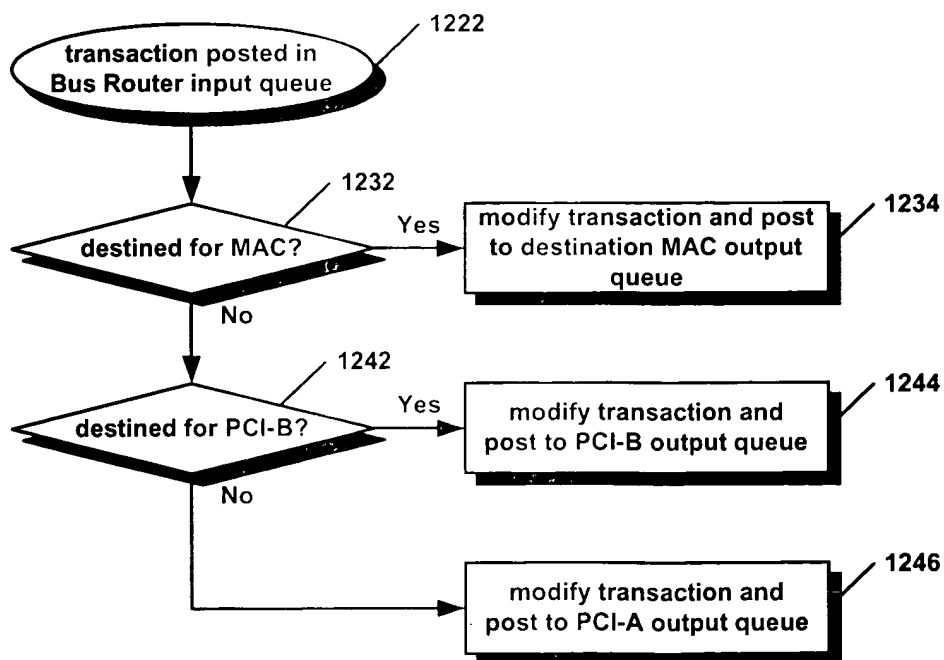 1222
transaction posted in
Bus Router input queue
1232
destined for MAC?
Yes
1234
modify transaction and post
to destination MAC output
queue
No
1242
destined for PCI-B?
Yes
1244
modify transaction and
post to PCI-B output queue
No
1246
modify transaction and
post to PCI-A output queue